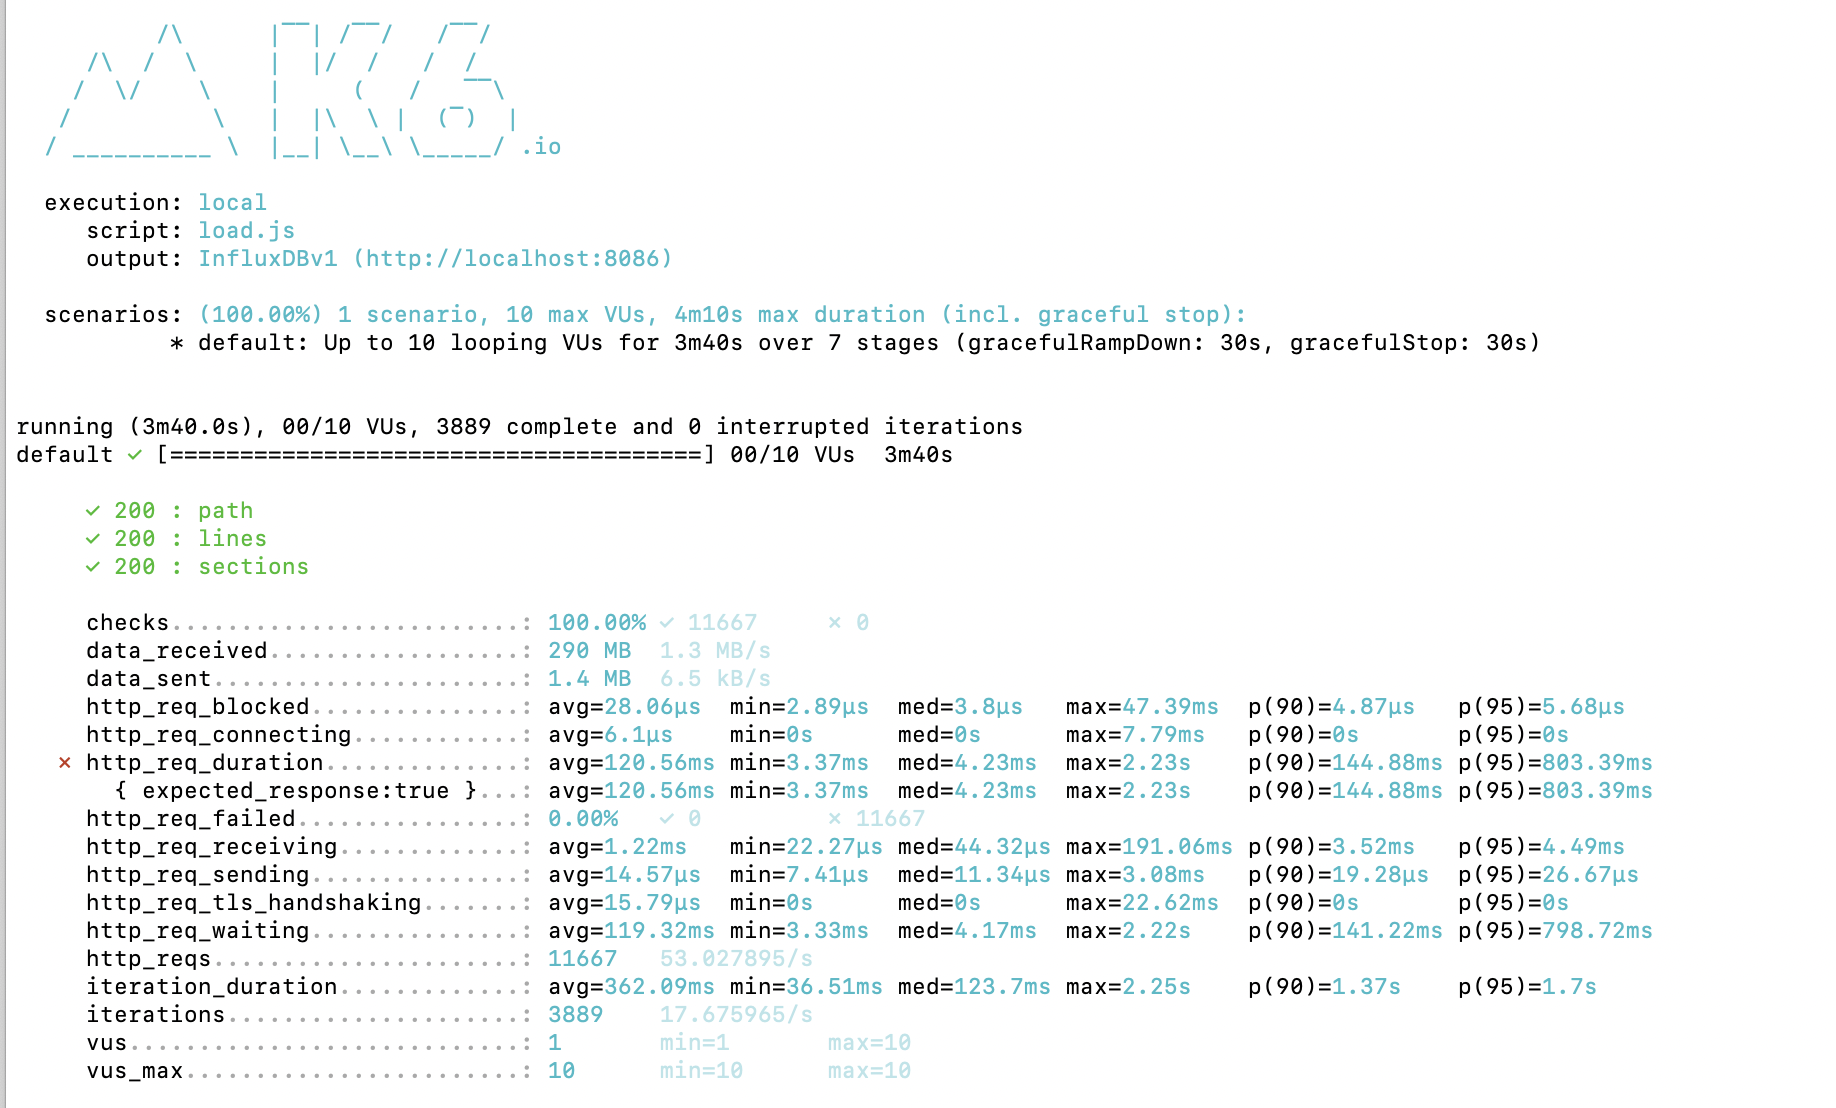 /\      |‾‾| /‾‾/   /‾‾/
     /\  /  \     |  |/  /   /  /
    /  \/    \    |     (   /   ‾‾\
   /          \   |  |\  \ |  (‾)  |
  / __________ \  |__| \__\ \_____/ .io
execution: local
script: load.js
output: InfluxDBv1 (http://localhost:8086)
scenarios: (100.00%) 1 scenario, 10 max VUs, 4m10s max duration (incl. graceful stop):
* default: Up to 10 looping VUs for 3m40s over 7 stages (gracefulRampDown: 30s, gracefulStop: 30s)
running (3m40.0s), 00/10 VUs, 3889 complete and 0 interrupted iterations
default ✓ [======================================] 00/10 VUs  3m40s
✓ 200 : path
✓ 200 : lines
✓ 200 : sections
checks.........................: 100.00% ✓ 11667     ✗ 0
data_received..................: 290 MB  1.3 MB/s
data_sent......................: 1.4 MB  6.5 kB/s
http_req_blocked...............: avg=28.06µs  min=2.89µs  med=3.8µs   max=47.39ms  p(90)=4.87µs   p(95)=5.68µs
http_req_connecting............: avg=6.1µs    min=0s      med=0s      max=7.79ms   p(90)=0s       p(95)=0s
✗ http_req_duration..............: avg=120.56ms min=3.37ms  med=4.23ms  max=2.23s    p(90)=144.88ms p(95)=803.39ms
{ expected_response:true }...: avg=120.56ms min=3.37ms  med=4.23ms  max=2.23s    p(90)=144.88ms p(95)=803.39ms
http_req_failed................: 0.00%   ✓ 0         ✗ 11667
http_req_receiving.............: avg=1.22ms   min=22.27µs med=44.32µs max=191.06ms p(90)=3.52ms   p(95)=4.49ms
http_req_sending...............: avg=14.57µs  min=7.41µs  med=11.34µs max=3.08ms   p(90)=19.28µs  p(95)=26.67µs
http_req_tls_handshaking.......: avg=15.79µs  min=0s      med=0s      max=22.62ms  p(90)=0s       p(95)=0s
http_req_waiting...............: avg=119.32ms min=3.33ms  med=4.17ms  max=2.22s    p(90)=141.22ms p(95)=798.72ms
http_reqs......................: 11667   53.027895/s
iteration_duration.............: avg=362.09ms min=36.51ms med=123.7ms max=2.25s    p(90)=1.37s    p(95)=1.7s
iterations.....................: 3889    17.675965/s
vus............................: 1       min=1       max=10
vus_max........................: 10      min=10      max=10